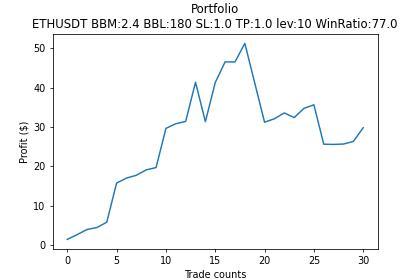 Portfolio
ETHUSDT BBM:2.4 BBL:180 SL:1.0 TP:1.0 lev:10 WinRatio:77.0
50
40
30
20
10
0
Profit ($)
0 5 10 15 20 25 30
Trade counts